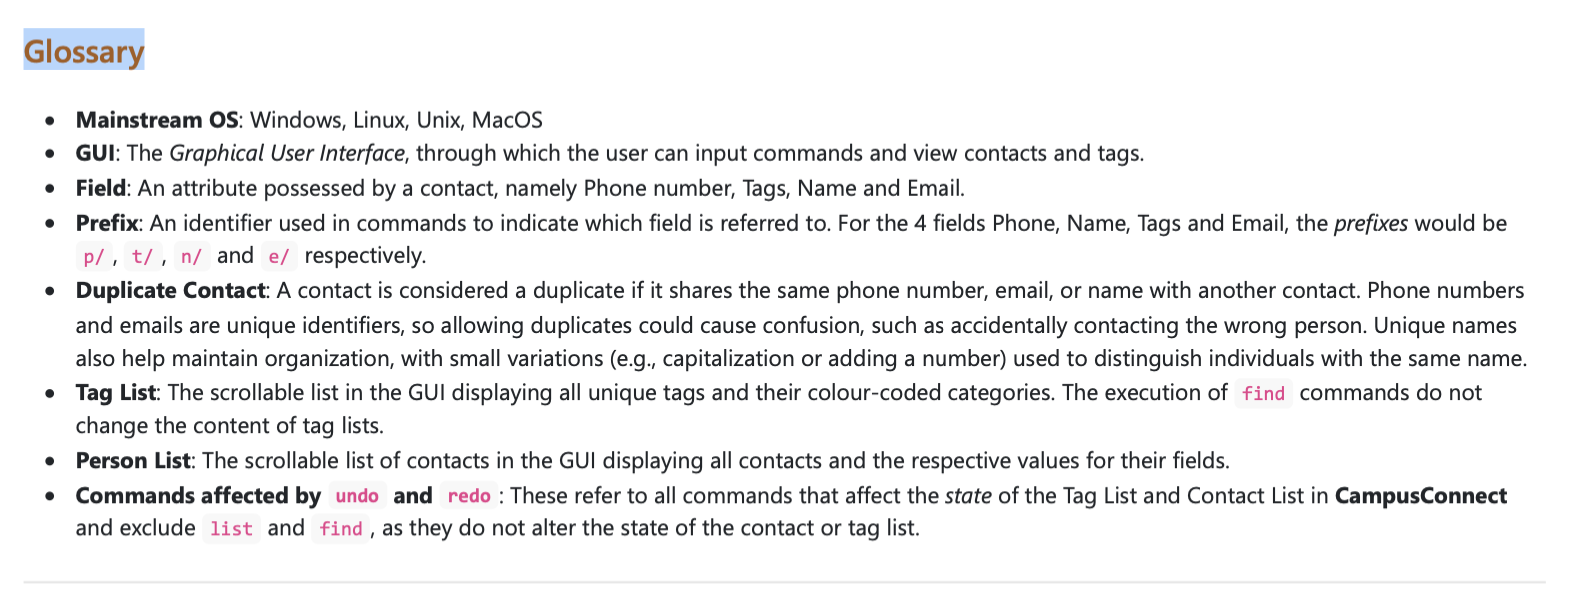 Glossary
• Mainstream OS: Windows, Linux, Unix, MacOS
• GUI: The Graphical User Interface, through which the user can input commands and view contacts and tags.
• Field: An attribute possessed by a contact, namely Phone number, Tags, Name and Email.
• Prefix: An identifier used in commands to indicate which field is referred to. For the 4 fields Phone, Name, Tags and Email, the prefixes would be
p/ , t/ , n/ and e/ respectively.
• Duplicate Contact: A contact is considered a duplicate if it shares the same phone number, email, or name with another contact. Phone numbers
and emails are unique identifiers, so allowing duplicates could cause confusion, such as accidentally contacting the wrong person. Unique names
also help maintain organization, with small variations (e.g., capitalization or adding a number) used to distinguish individuals with the same name.
• Tag List: The scrollable list in the GUI displaying all unique tags and their colour-coded categories. The execution of find commands do not
change the content of tag lists.
• Person List: The scrollable list of contacts in the GUI displaying all contacts and the respective values for their fields.
• Commands affected by undo and redo : These refer to all commands that affect the state of the Tag List and Contact List in CampusConnect
and exclude list and find , as they do not alter the state of the contact or tag list.